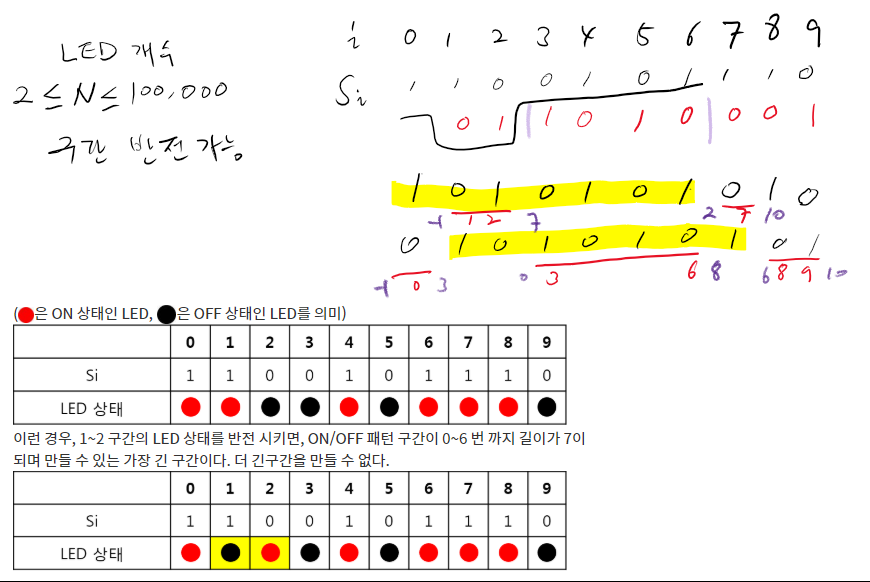 LED 개수
2 ≤ N ≤ 100,000
구간 반전 가능
i 0 1 2 3 4 5 6 7 8 9
Si 1 1 0 0 1 0 1 1 1 0
0 1 1 0 1 0 0 0 1
1 0 1 0 1 0 1 0 1 0
-1 1 2 7 2 7 10
0 1 0 1 0 1 0 1 0 1
-1 0 3 0 3 6 8 6 8 9 10
(은 ON 상태인 LED, 은 OFF 상태인 LED를 의미)
0 1 2 3 4 5 6 7 8 9
Si 1 1 0 0 1 0 1 1 1 0
LED 상태
이런 경우, 1~2 구간의 LED 상태를 반전 시키면, ON/OFF 패턴 구간이 0~6 번 까지 길이가 7이
되며 만들 수 있는 가장 긴 구간이다. 더 긴구간을 만들 수 없다.
0 1 2 3 4 5 6 7 8 9
Si 1 1 0 0 1 0 1 1 1 0
LED 상태